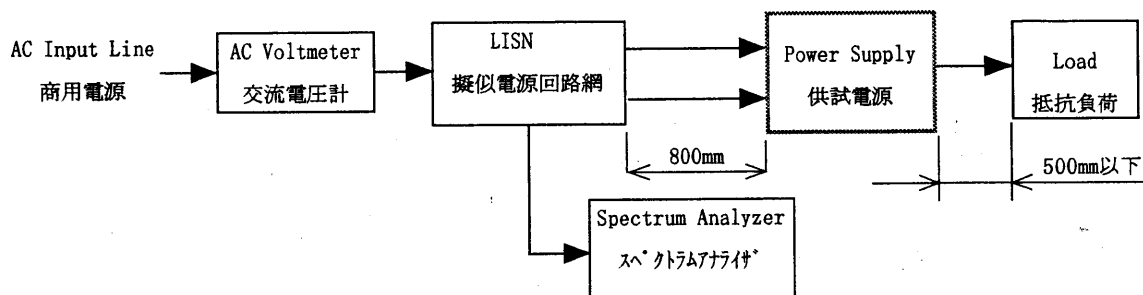 AC Input Line
商用電源
AC Voltmeter
交流電圧計
LISN
擬似電源回路網
Power Supply
供試電源
Load
抵抗負荷
800mm
500mm以下
Spectrum Analyzer
ｽﾍﾟｸﾄﾗﾑｱﾅﾗｲｻﾞ